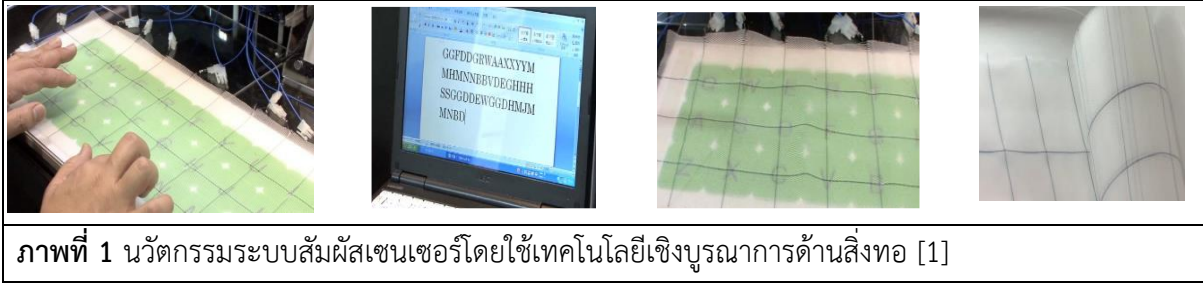 GGFDDGRWAAXXYYM
MHMNNBBVDEGHHH
SSGGDDEWGGDHMJM
MNBD
ภาพที่ 1 นวัตกรรมระบบสัมผัสเซนเซอร์โดยใช้เทคโนโลยีเชิงบูรณาการด้านสิ่งทอ [1]